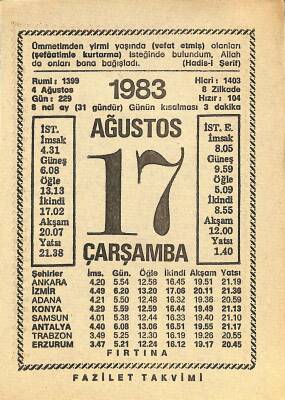 Ümmetimden yirmi yaşında (vefat etmiş) olanları
(şefâatimle kurtarma) isteğinde bulundum, Allah
da onları bana bağışladı. (Hadis-i Şerif)
Rumi : 1399
4 Ağustos
Gün : 229
1983
Hicri : 1403
8 Zilkade
Hızır : 104
8 nci ay (31 gündür) Günün kısalması 3 dakika
AĞUSTOS
17
ÇARŞAMBA
İST.
İmsak
4.31
Güneş
6.08
Öğle
13.13
İkindi
17.02
Akşam
20.07
Yatsı
21.38
İST. E.
İmsak
8.05
Güneş
9.59
Öğle
5.09
İkindi
8.55
Akşam
12.00
Yatsı
1.40
Şehirler İms. Gün. Öğle İkindi Akşam Yatsı
ANKARA 4.20 5.54 12.58 16.45 19.51 21.19
İZMİR 4.49 6.20 13.20 17.06 20.11 21.36
ADANA 4.21 5.50 12.48 16.32 19.36 20.59
KONYA 4.29 5.59 12.59 16.44 19.49 21.13
SAMSUN 4.01 5.38 12.44 16.33 19.40 21.10
ANTALYA 4.40 6.08 13.06 16.51 19.55 21.17
TRABZON 3.49 5.25 12.30 16.19 19.26 20.56
ERZURUM 3.47 5.21 12.24 16.12 19.17 20.45
FIRTINA
FAZİLET TAKVİMİ